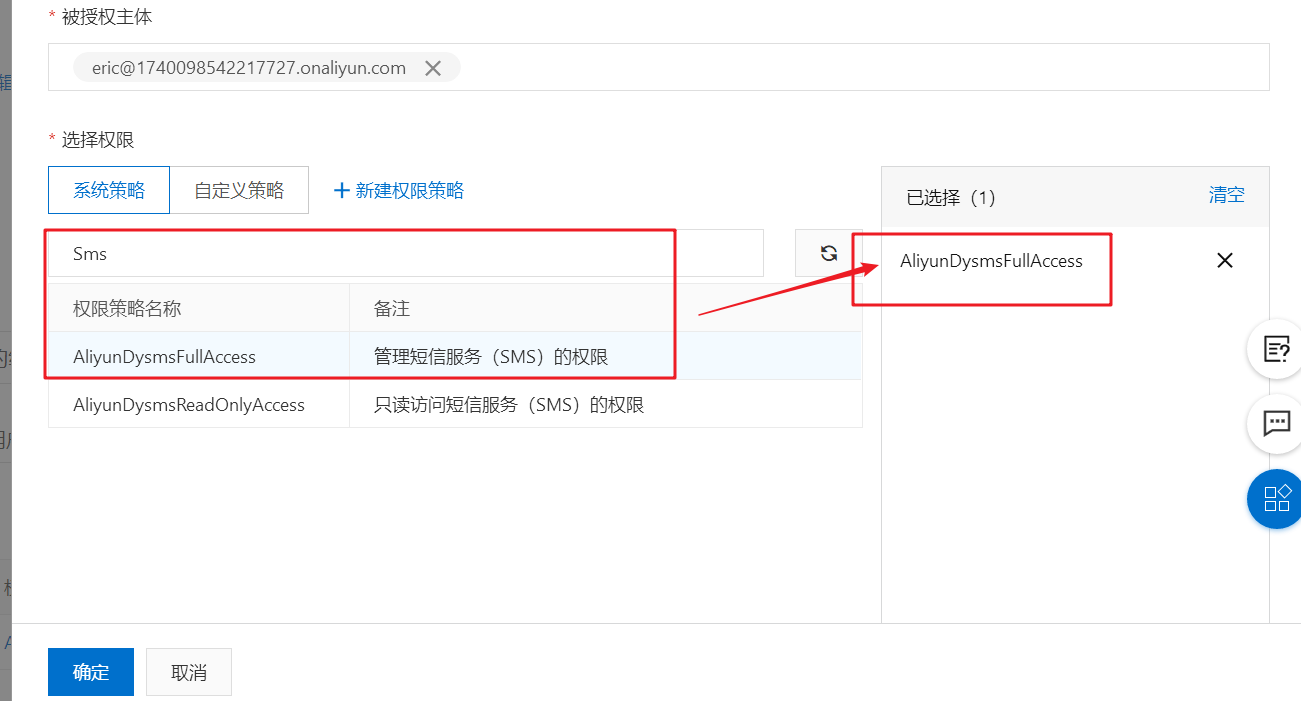 * 被授权主体
eric@1740098542217727.onaliyun.com
* 选择权限
系统策略
自定义策略
新建权限策略
已选择（1）
清空
Sms
AliyunDysmsFullAccess
权限策略名称
备注
AliyunDysmsFullAccess
管理短信服务（SMS）的权限
AliyunDysmsReadOnlyAccess
只读访问短信服务（SMS）的权限
确定
取消